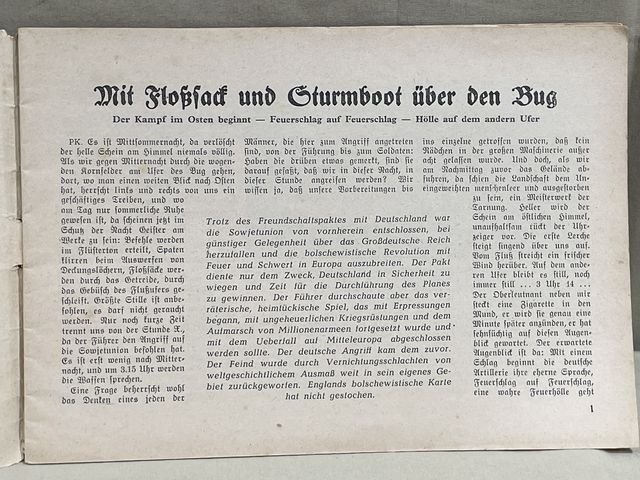 Mit Floßsack und Sturmboot über den Bug
Der Kampf im Osten beginnt — Feuerschlag auf Feuerschlag — Hölle auf dem andern Ufer
PK. Es ist Mittsommernacht, da verlöscht
der helle Schein am Himmel niemals völlig.
Als wir gegen Mitternacht durch die wogen-
den Kornfelder am Ufer des Bug gehen,
dort, wo man einen weiten Blick nach Osten
hat, herrscht links und rechts von uns ein
geschäftiges Treiben, und wo
am Tag nur sommerliche Ruhe
gewesen ist, da scheinen jetzt im
Schutz der Nacht Geister am
Werke zu sein: Befehle werden
im Flüsterton erteilt, Spaten
klirren beim Auswerfen von
Deckungslöchern, Floßsäcke wer-
den durch das Getreide, durch
das Gebüsch des Flußufers ge-
schleift. Größte Stille ist anbe-
fohlen, es darf nicht geraucht
werden. Nur noch kurze Zeit
trennt uns von der Stunde X,
da der Führer den Angriff auf
die Sowjetunion befohlen hat.
Es ist erst wenig nach Mitter-
nacht, und um 3.15 Uhr werden
die Waffen sprechen.
Eine Frage beherrscht wohl
das Denken eines jeden der
Männer, die hier zum Angriff angetreten
sind, von der Führung bis zum Soldaten:
Haben die drüben etwas gemerkt, sind sie
darauf gefaßt, daß wir in dieser Nacht, in
dieser Stunde angreifen werden? Wir
wissen ja, daß unsere Vorbereitungen bis
Trotz des Freundschaftspaktes mit Deutschland war
die Sowjetunion von vornherein entschlossen, bei
günstiger Gelegenheit über das Großdeutsche Reich
herzufallen und die bolschewistische Revolution mit
Feuer und Schwert in Europa auszubreiten. Der Pakt
diente nur dem Zweck, Deutschland in Sicherheit zu
wiegen und Zeit für die Durchführung des Planes
zu gewinnen. Der Führer durchschaute aber das ver-
räterische, heimtückische Spiel, das mit Erpressungen
begann, mit ungeheuerlichen Kriegsrüstungen und dem
Aufmarsch von Millionenarmeen fortgesetzt wurde und
mit dem Ueberfall auf Mitteleuropa abgeschlossen
werden sollte. Der deutsche Angriff kam dem zuvor.
Der Feind wurde durch Vernichtungsschlachten von
weltgeschichtlichem Ausmaß weit in sein eigenes Ge-
biet zurückgeworfen. Englands bolschewistische Karte
hat nicht gestochen.
ins einzelne getroffen wurden, daß kein
Rädchen in der großen Maschinerie außer
acht gelassen wurde. Und doch, als wir
am Nachmittag zuvor das Gelände ab-
fuhren, da schien die Landschaft dem Un-
eingeweihten menschenleer und ausgestorben
zu sein, ein Meisterwerk der
Tarnung. Heller wird der
Schein am östlichen Himmel,
unaufhaltsam rückt der Uhr-
zeiger vor. Die erste Lerche
steigt singend über uns auf.
Vom Fluß streicht ein frischer
Wind herüber. Auf dem ande-
ren Ufer bleibt es still, noch
immer still ... 3 Uhr 14 ...
Der Oberleutnant neben mir
steckt eine Zigarette in den
Mund, er wird sie genau eine
Minute später anzünden, er hat
sehnsüchtig auf diesen Augen-
blick gewartet. Der erwartete
Augenblick ist da: Mit einem
Schlag beginnt die deutsche
Artillerie ihre eherne Sprache,
Feuerschlag auf Feuerschlag,
eine wahre Feuerhölle geht
1